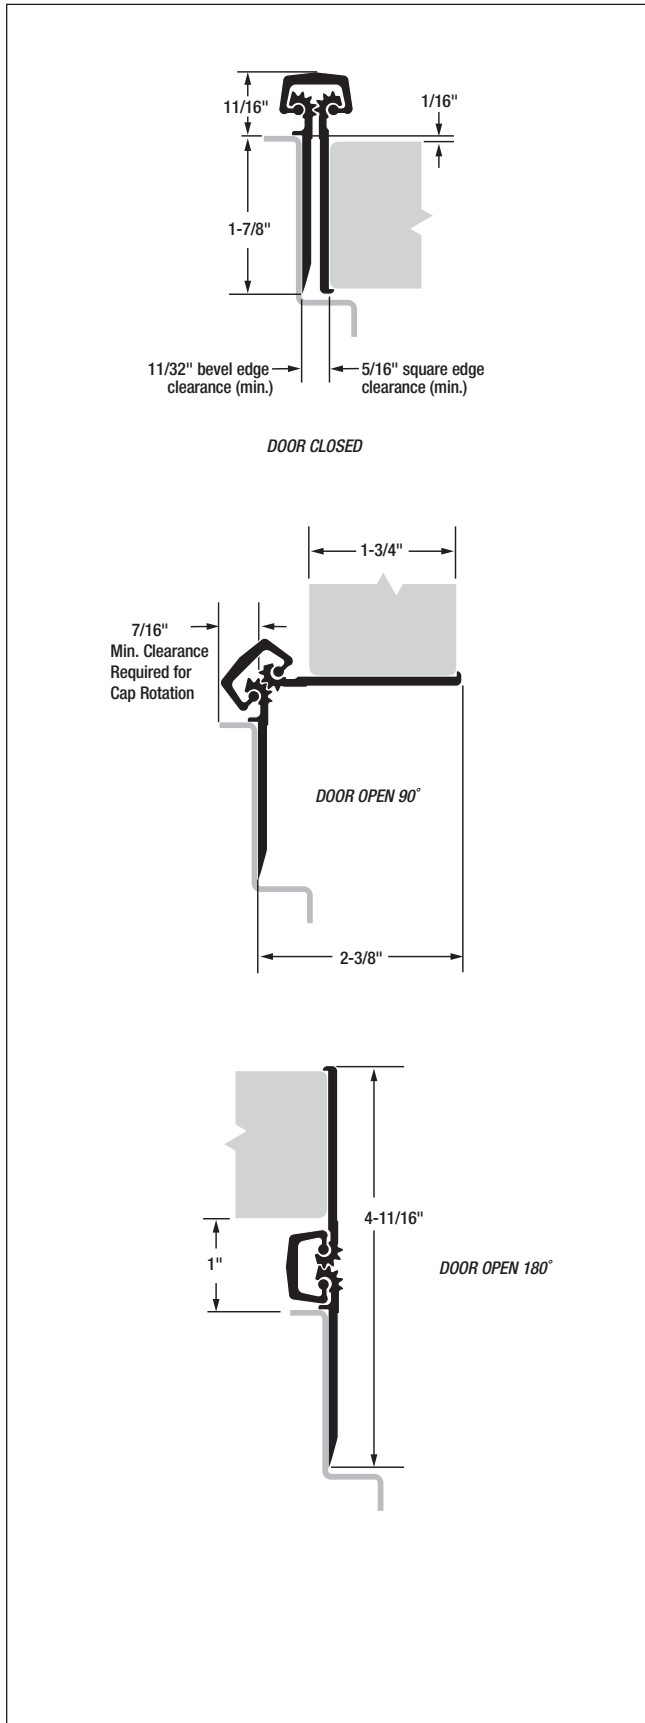 11/16"
1/16"
1-7/8"
11/32" bevel edge
clearance (min.)
5/16" square edge
clearance (min.)
DOOR CLOSED
1-3/4"
7/16"
Min. Clearance
Required for
Cap Rotation
DOOR OPEN 90˚
2-3/8"
4-11/16"
1"
DOOR OPEN 180˚